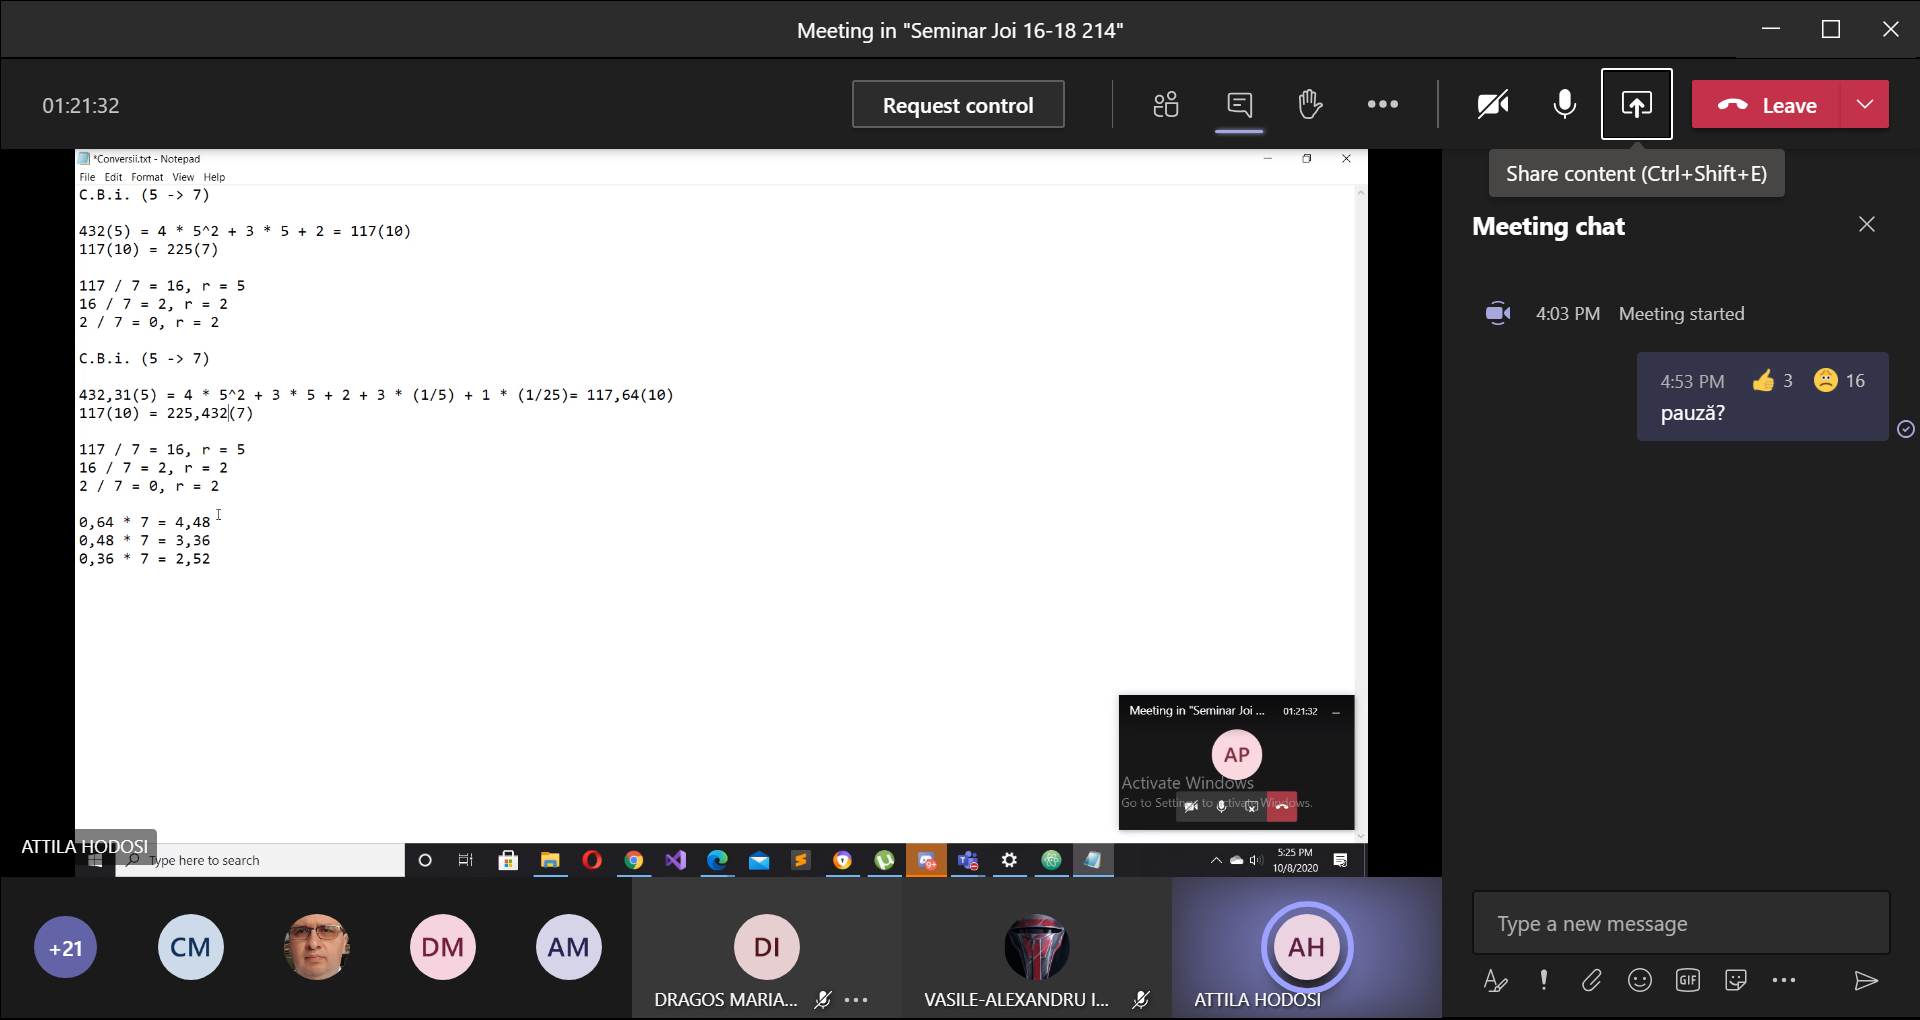 Meeting in "Seminar Joi 16-18 214"
01:21:32
Request control
Leave
Share content (Ctrl+Shift+E)
*Conversii.txt - Notepad
File Edit Format View Help
C.B.i. (5 -> 7)
432(5) = 4 * 5^2 + 3 * 5 + 2 = 117(10)
117(10) = 225(7)
117 / 7 = 16, r = 5
16 / 7 = 2, r = 2
2 / 7 = 0, r = 2
C.B.i. (5 -> 7)
432,31(5) = 4 * 5^2 + 3 * 5 + 2 + 3 * (1/5) + 1 * (1/25)= 117,64(10)
117(10) = 225,432(7)
117 / 7 = 16, r = 5
16 / 7 = 2, r = 2
2 / 7 = 0, r = 2
0,64 * 7 = 4,48
0,48 * 7 = 3,36
0,36 * 7 = 2,52
Meeting in "Seminar Joi ... 01:21:32
AP
Activate Windows
Go to Settings to activate Windows.
ATTILA HODOSI
Type here to search
9+
5:25 PM
10/8/2020
Meeting chat
4:03 PM Meeting started
4:53 PM 3 16
pauză?
Type a new message
GIF
+21
CM
DM
AM
DI
DRAGOS MARIA...
VASILE-ALEXANDRU I...
AH
ATTILA HODOSI